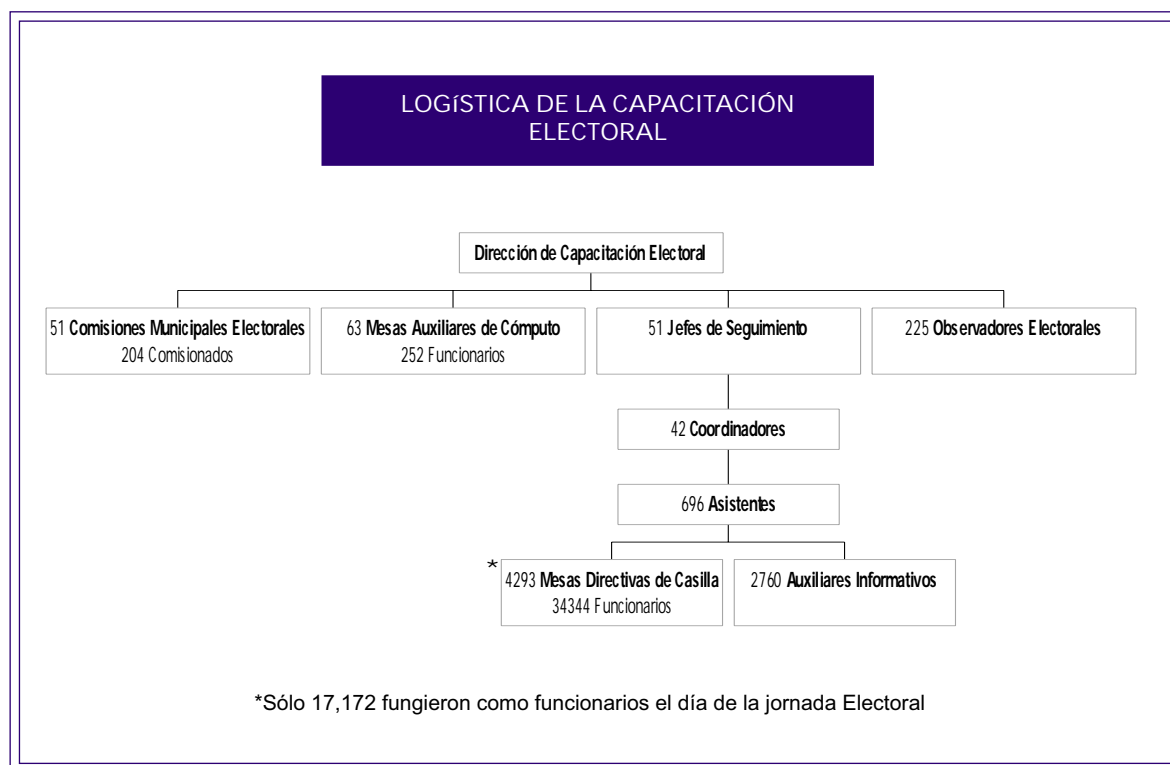 LOGíSTICA DE LA CAPACITACIÓN
ELECTORAL
Dirección de Capacitación Electoral
51 Comisiones Municipales Electorales
204 Comisionados
63 Mesas Auxiliares de Cómputo
252 Funcionarios
51 Jefes de Seguimiento
225 Observadores Electorales
42 Coordinadores
696 Asistentes
*
4293 Mesas Directivas de Casilla
34344 Funcionarios
2760 Auxiliares Informativos
*Sólo 17,172 fungieron como funcionarios el día de la jornada Electoral